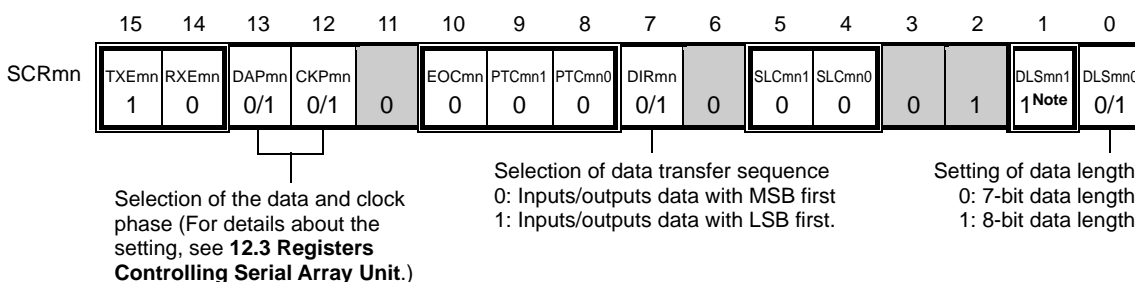 15 14 13 12 11 10 9 8 7 6 5 4 3 2 1 0
SCRmn TXEmn RXEmn DAPmn CKPmn EOCmn PTCmn1 PTCmn0 DIRmn SLCmn1 SLCmn0 DLSmn1 DLSmn0
1 0 0/1 0/1 0 0 0 0 0/1 0 0 0 0 1 1 Note 0/1
Selection of the data and clock
phase (For details about the
setting, see 12.3 Registers
Controlling Serial Array Unit.)
Selection of data transfer sequence
0: Inputs/outputs data with MSB first
1: Inputs/outputs data with LSB first.
Setting of data length
0: 7-bit data length
1: 8-bit data length